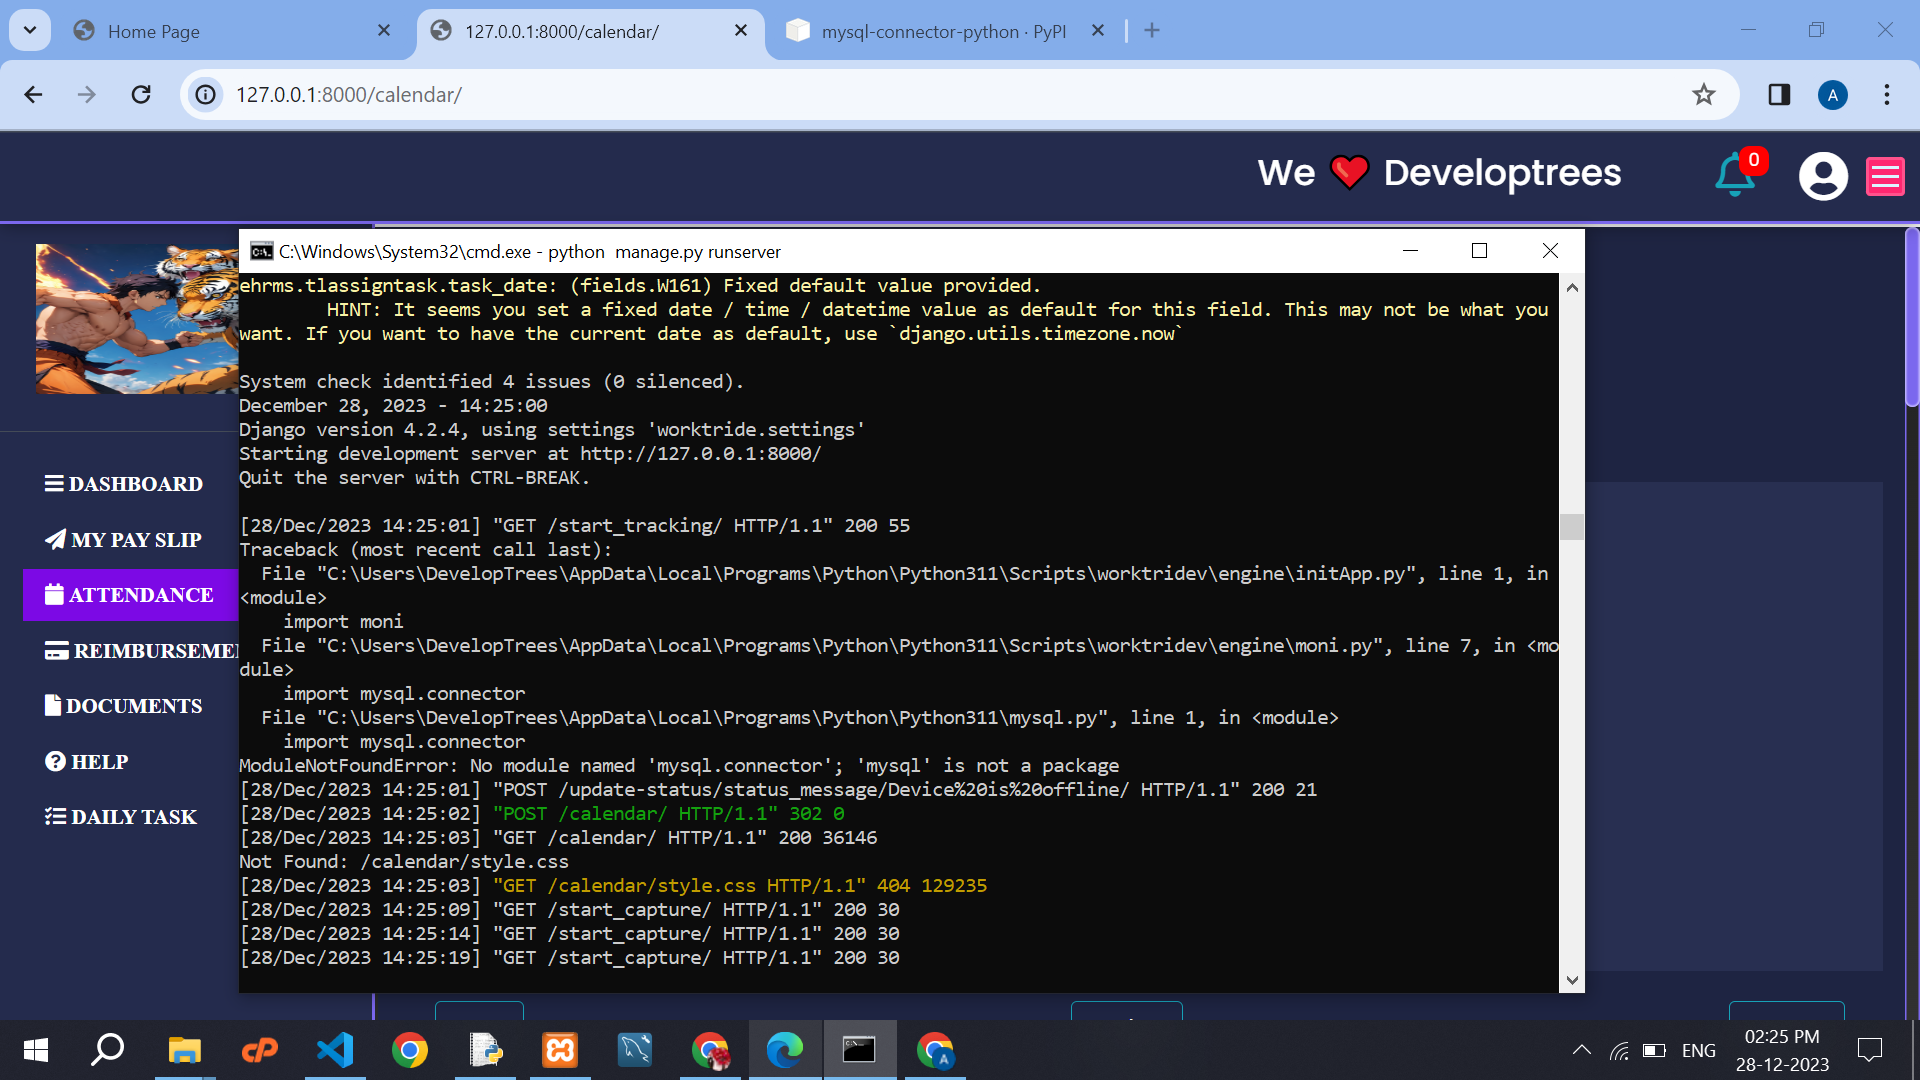 Home Page
127.0.0.1:8000/calendar/
mysql-connector-python · PyPI
127.0.0.1:8000/calendar/
A
We ❤ Developtrees
0
C:\Windows\System32\cmd.exe - python  manage.py runserver
ehrms.tlassigntask.task_date: (fields.W161) Fixed default value provided.
        HINT: It seems you set a fixed date / time / datetime value as default for this field. This may not be what you
want. If you want to have the current date as default, use `django.utils.timezone.now`
System check identified 4 issues (0 silenced).
December 28, 2023 - 14:25:00
Django version 4.2.4, using settings 'worktride.settings'
Starting development server at http://127.0.0.1:8000/
Quit the server with CTRL-BREAK.
[28/Dec/2023 14:25:01] "GET /start_tracking/ HTTP/1.1" 200 55
Traceback (most recent call last):
  File "C:\Users\DevelopTrees\AppData\Local\Programs\Python\Python311\Scripts\worktridev\engine\initApp.py", line 1, in
<module>
    import moni
  File "C:\Users\DevelopTrees\AppData\Local\Programs\Python\Python311\Scripts\worktridev\engine\moni.py", line 7, in <mo
dule>
    import mysql.connector
  File "C:\Users\DevelopTrees\AppData\Local\Programs\Python\Python311\mysql.py", line 1, in <module>
    import mysql.connector
ModuleNotFoundError: No module named 'mysql.connector'; 'mysql' is not a package
[28/Dec/2023 14:25:01] "POST /update-status/status_message/Device%20is%20offline/ HTTP/1.1" 200 21
[28/Dec/2023 14:25:02] "POST /calendar/ HTTP/1.1" 302 0
[28/Dec/2023 14:25:03] "GET /calendar/ HTTP/1.1" 200 36146
Not Found: /calendar/style.css
[28/Dec/2023 14:25:03] "GET /calendar/style.css HTTP/1.1" 404 129235
[28/Dec/2023 14:25:09] "GET /start_capture/ HTTP/1.1" 200 30
[28/Dec/2023 14:25:14] "GET /start_capture/ HTTP/1.1" 200 30
[28/Dec/2023 14:25:19] "GET /start_capture/ HTTP/1.1" 200 30
DASHBOARD
MY PAY SLIP
ATTENDANCE
REIMBURSEME
DOCUMENTS
HELP
DAILY TASK
ENG
02:25 PM
28-12-2023